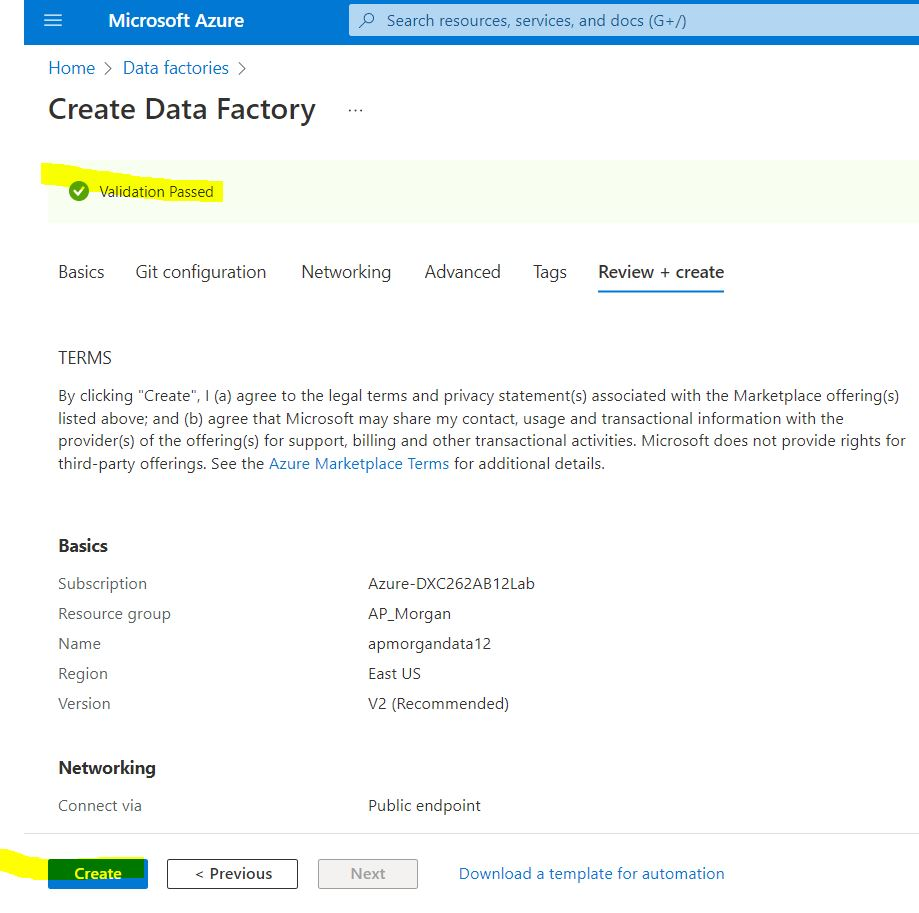 Microsoft Azure
Search resources, services, and docs (G+/)
Home > Data factories >
Create Data Factory ...
Validation Passed
Basics Git configuration Networking Advanced Tags Review + create
TERMS
By clicking "Create", I (a) agree to the legal terms and privacy statement(s) associated with the Marketplace offering(s)
listed above; and (b) agree that Microsoft may share my contact, usage and transactional information with the
provider(s) of the offering(s) for support, billing and other transactional activities. Microsoft does not provide rights for
third-party offerings. See the Azure Marketplace Terms for additional details.
Basics
Subscription Azure-DXC262AB12Lab
Resource group AP_Morgan
Name apmorgandata12
Region East US
Version V2 (Recommended)
Networking
Connect via Public endpoint
Create < Previous Next Download a template for automation